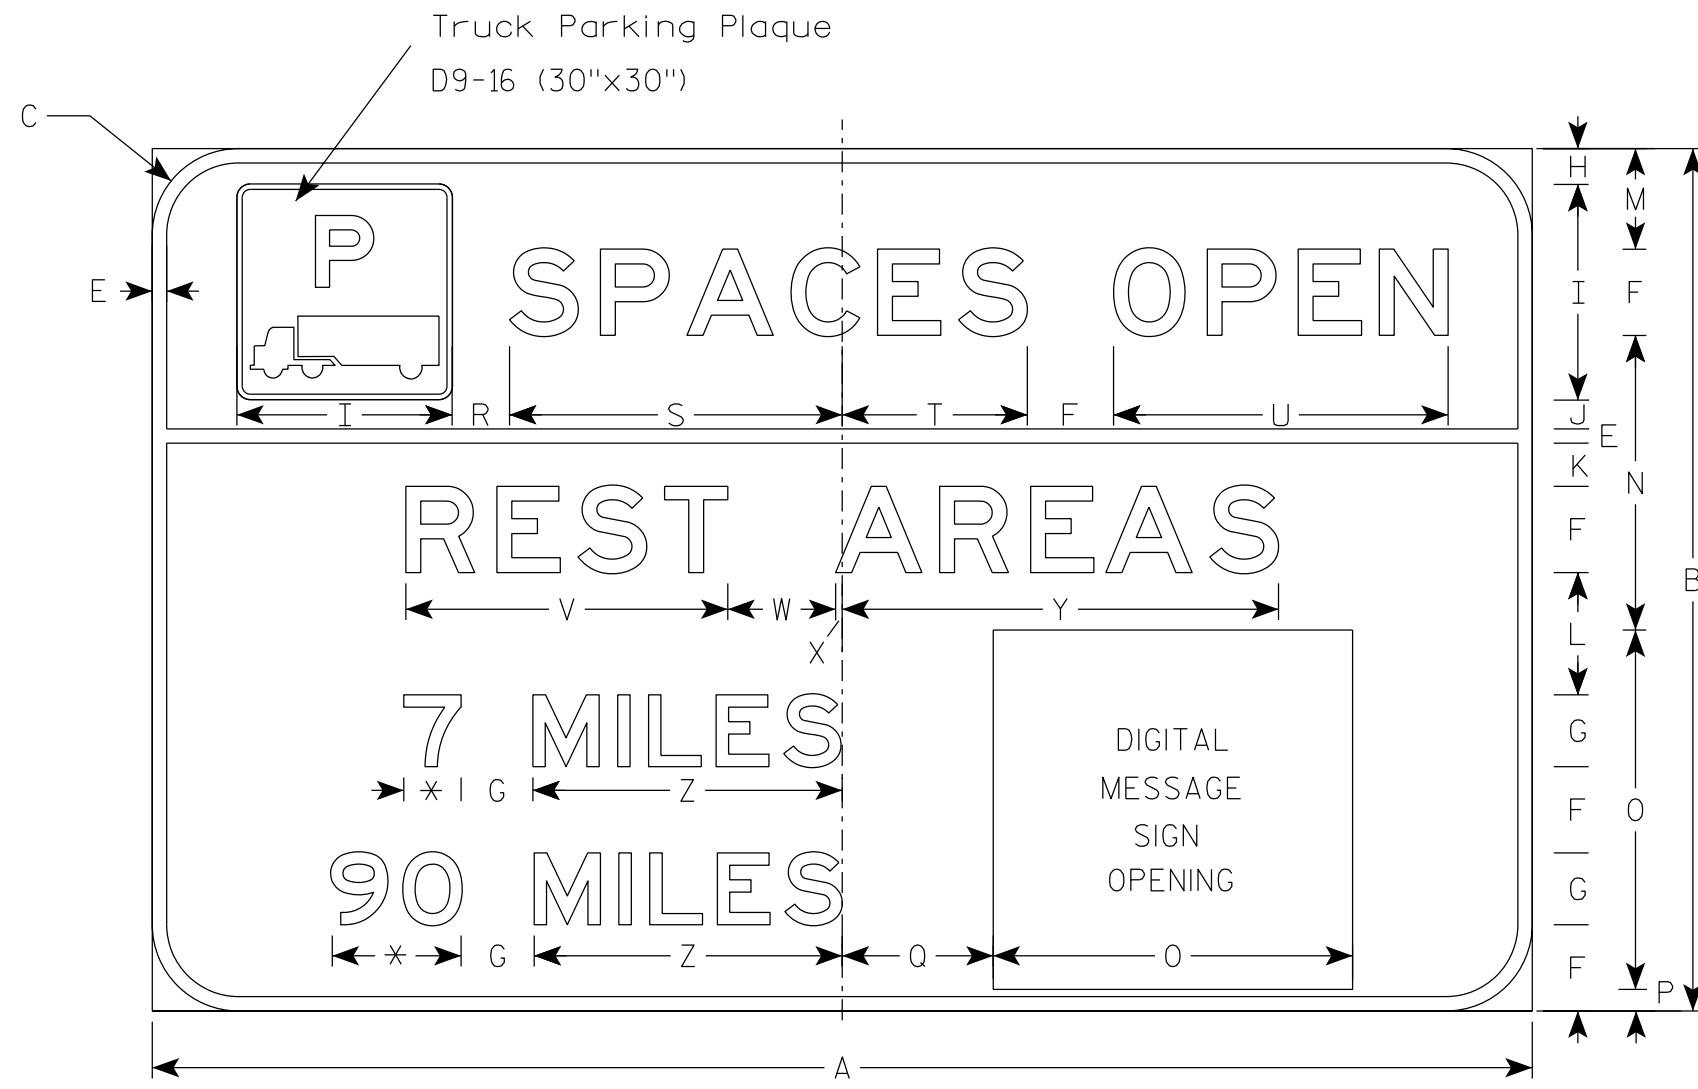 Truck Parking Plaque
D9-16 (30"x30")
C
H
M
P
E
SPACES OPEN
I
F
I R S T F U
J
E
K
N
REST AREAS
F
B
V W Y
L
X
7 MILES
G
DIGITAL
MESSAGE
SIGN
OPENING
* G Z
F
O
90 MILES
G
* G Z Q O
F
P
A